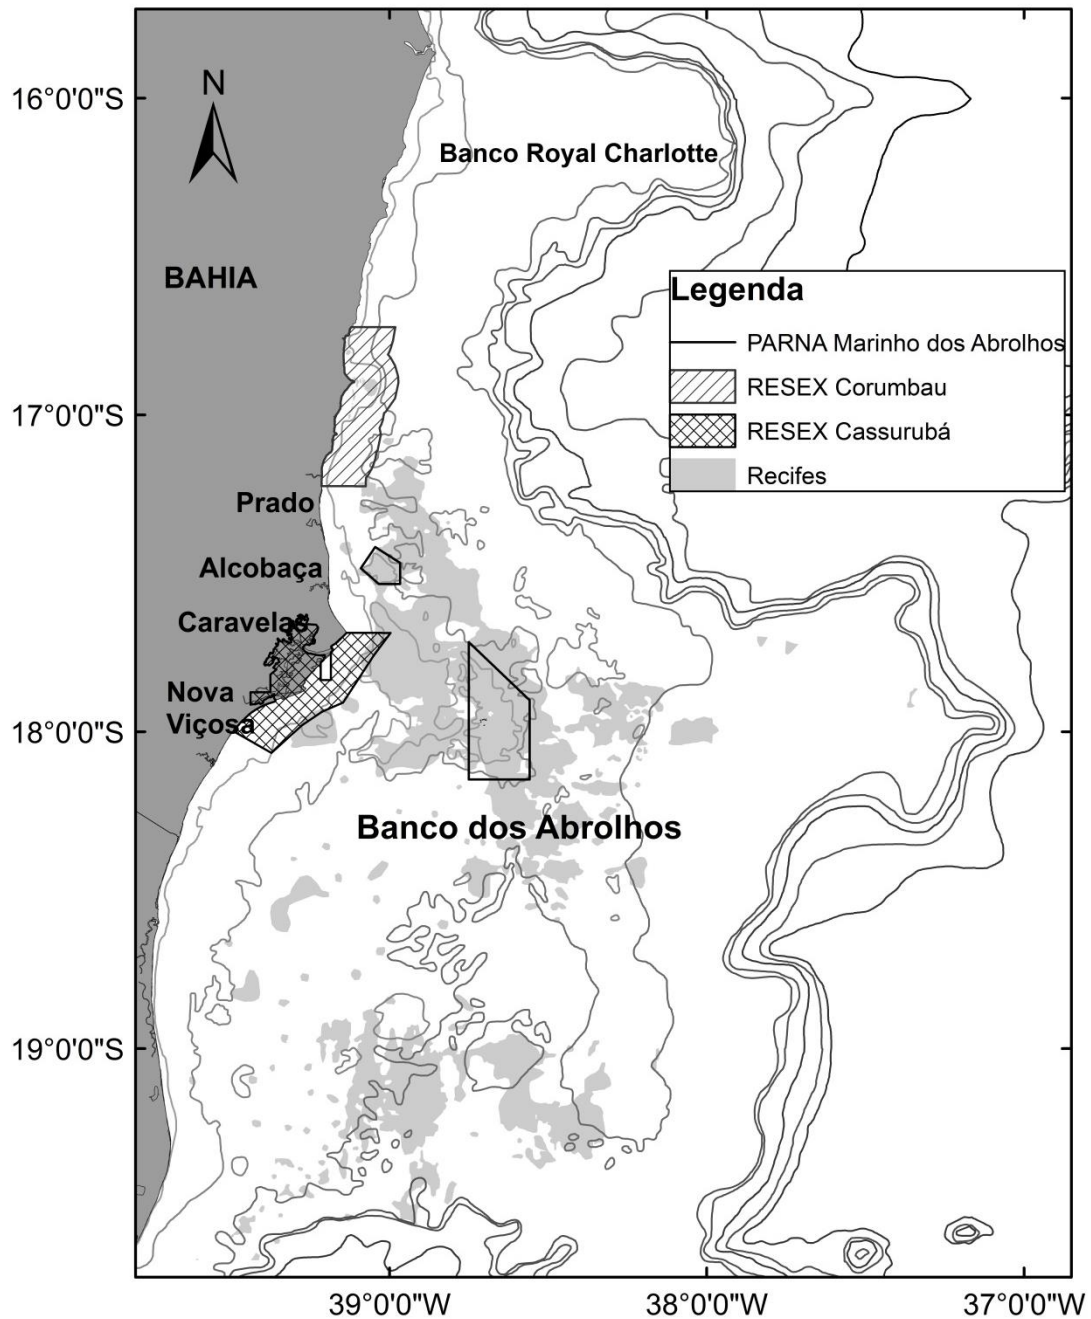 16°0'0"S
N
Banco Royal Charlotte
BAHIA
Legenda
PARNA Marinho dos Abrolhos
RESEX Corumbau
RESEX Cassurubá
Recifes
17°0'0"S
Prado
Alcobaça
Caravelas
Nova
Viçosa
18°0'0"S
Banco dos Abrolhos
19°0'0"S
39°0'0"W
38°0'0"W
37°0'0"W